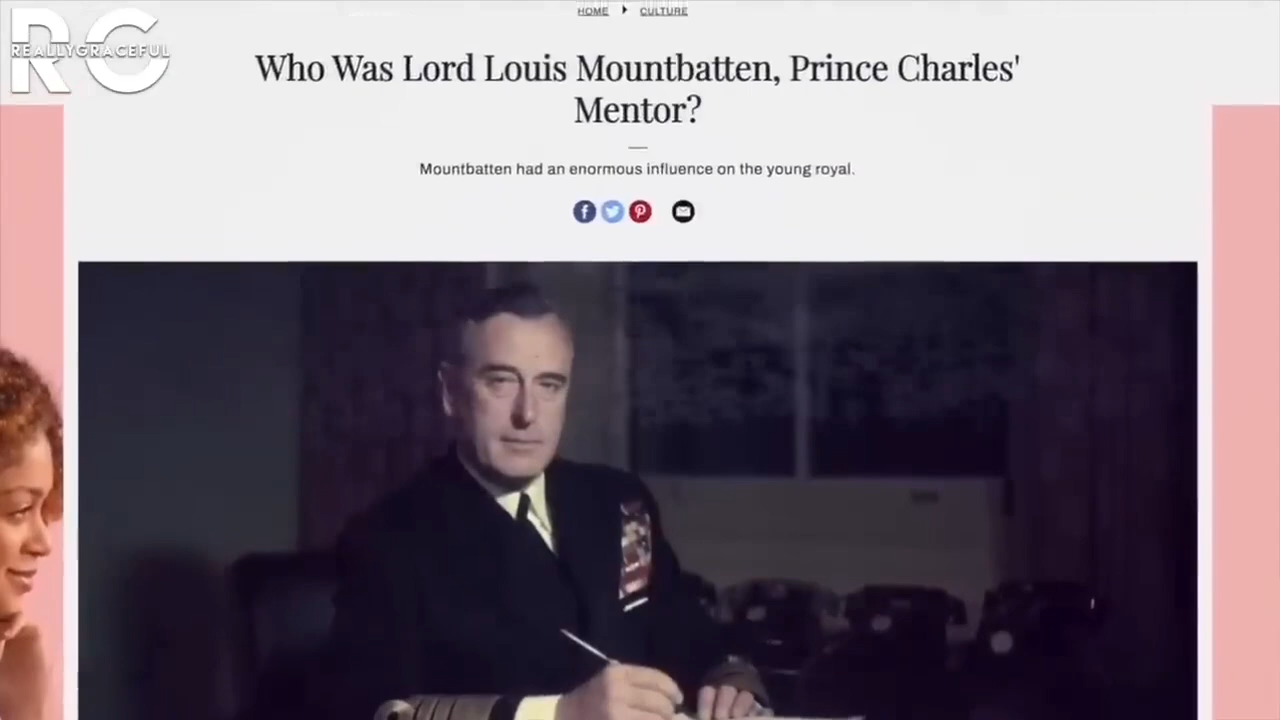 RC
REALLYGRACEFUL
HOME CULTURE
Who Was Lord Louis Mountbatten, Prince Charles'
Mentor?
Mountbatten had an enormous influence on the young royal.